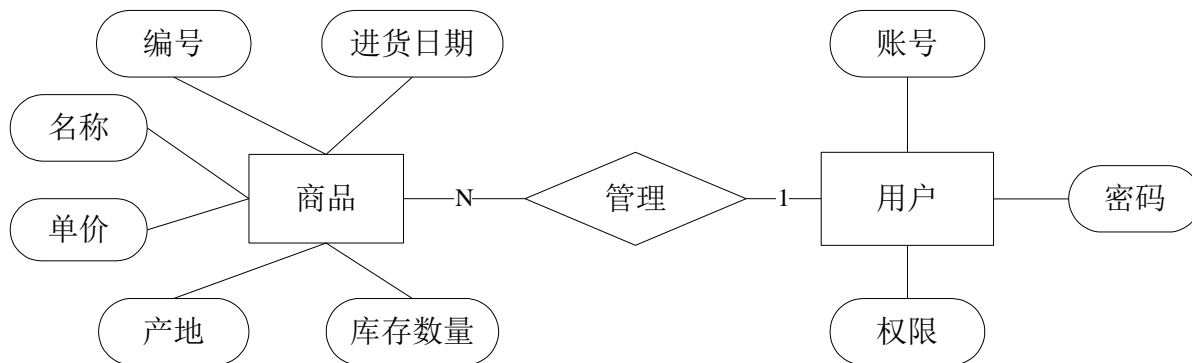 编号
进货日期
账号
名称
商品
N
管理
1
用户
密码
单价
产地
库存数量
权限